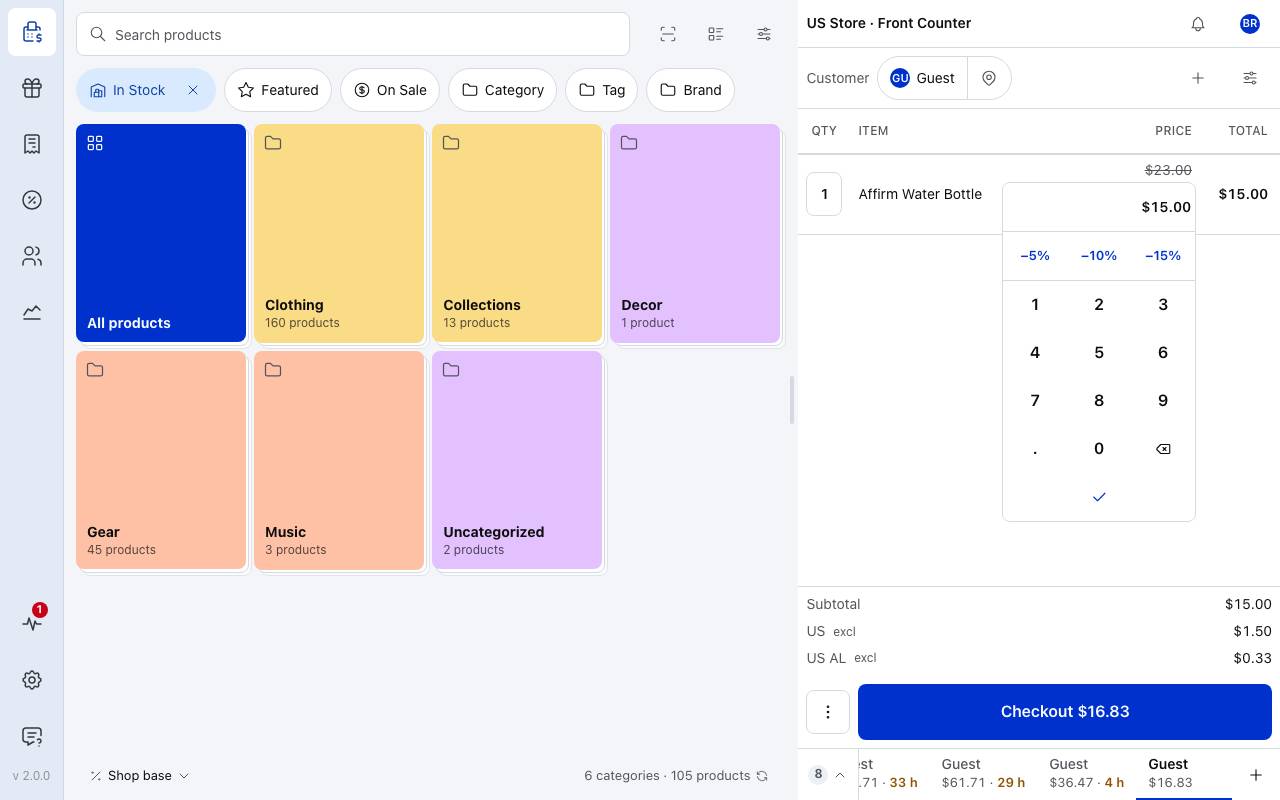 Search products
In Stock
Featured
On Sale
Category
Tag
Brand
All products
Clothing
160 products
Collections
13 products
Decor
1 product
Gear
45 products
Music
3 products
Uncategorized
2 products
1
v 2.0.0
Shop base
6 categories · 105 products
US Store · Front Counter
BR
Customer
GU Guest
QTY ITEM PRICE TOTAL
$23.00
1 Affirm Water Bottle $15.00
$15.00
–5% –10% –15%
1 2 3
4 5 6
7 8 9
. 0
Subtotal $15.00
US excl $1.50
US AL excl $0.33
Checkout $16.83
8
est
.71 · 33 h
Guest
$61.71 · 29 h
Guest
$36.47 · 4 h
Guest
$16.83